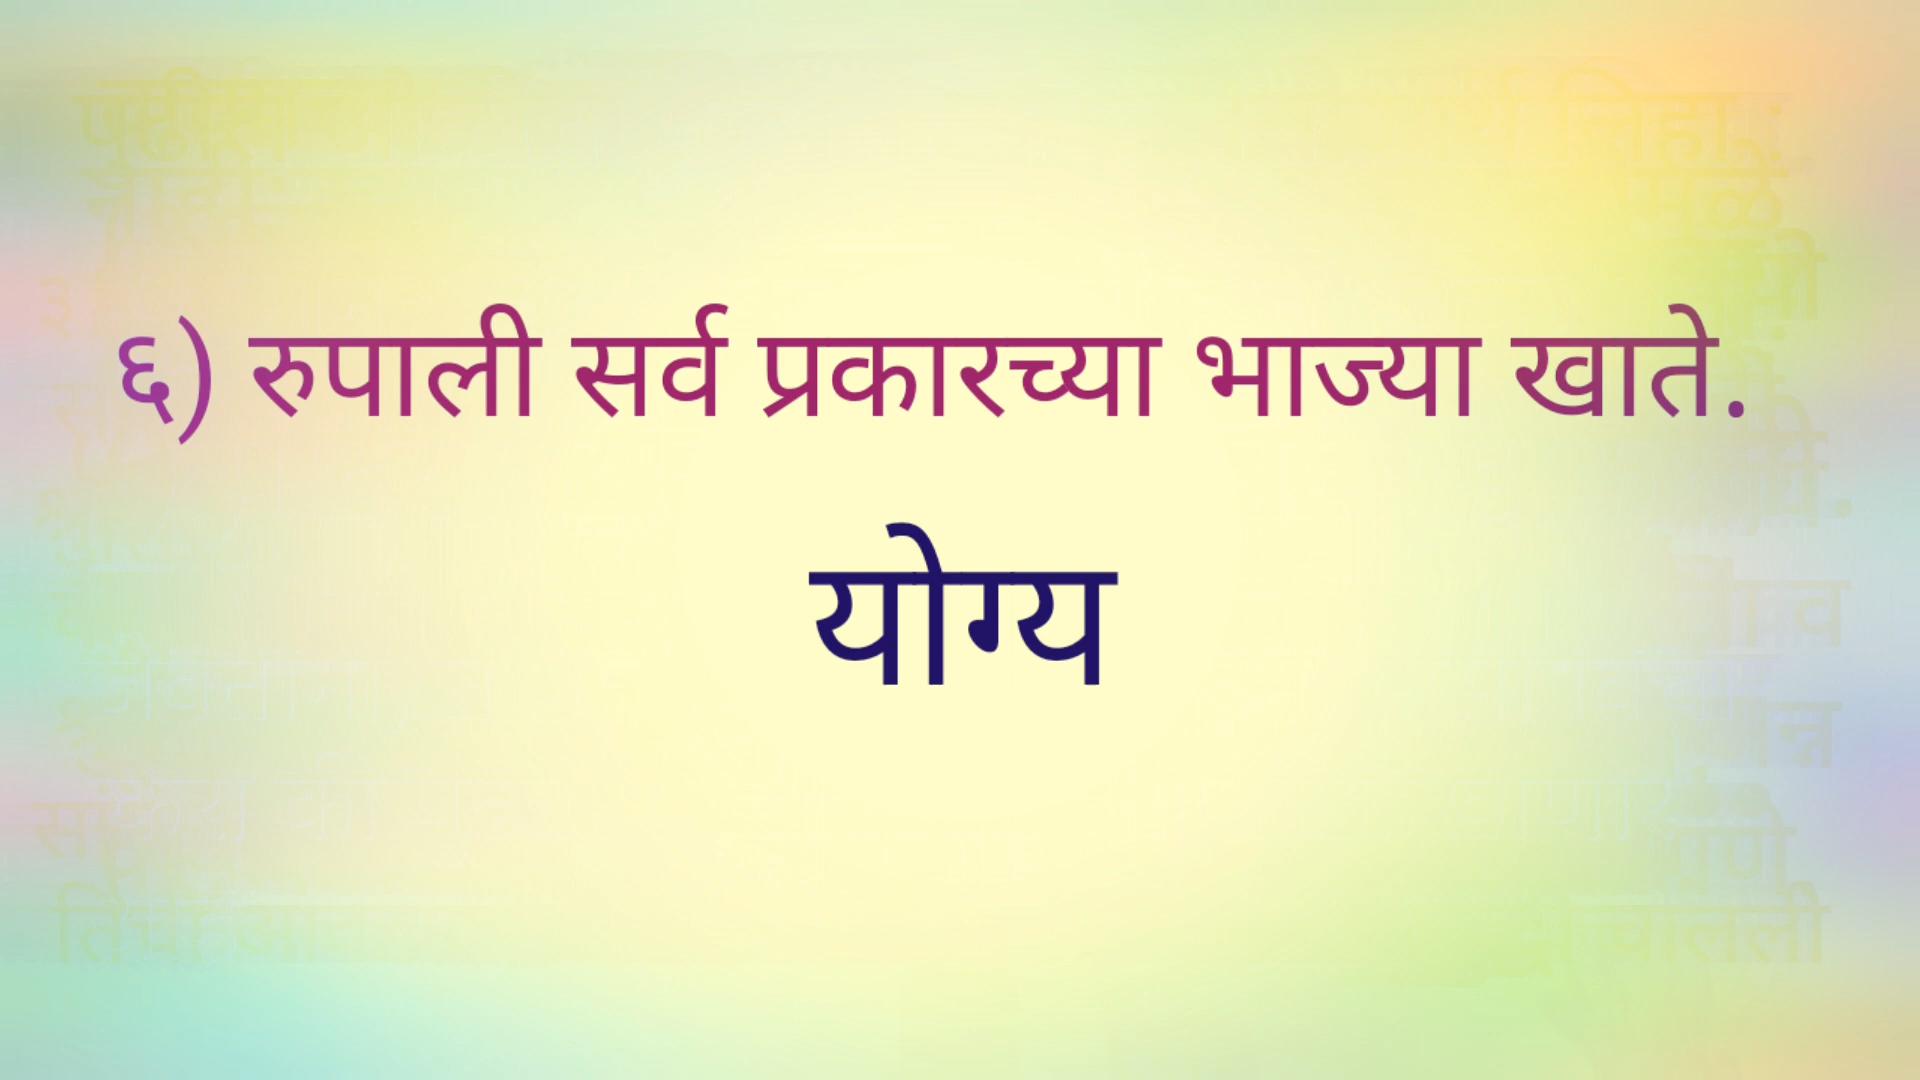 ६) रुपाली सर्व प्रकारच्या भाज्या खाते.
योग्य